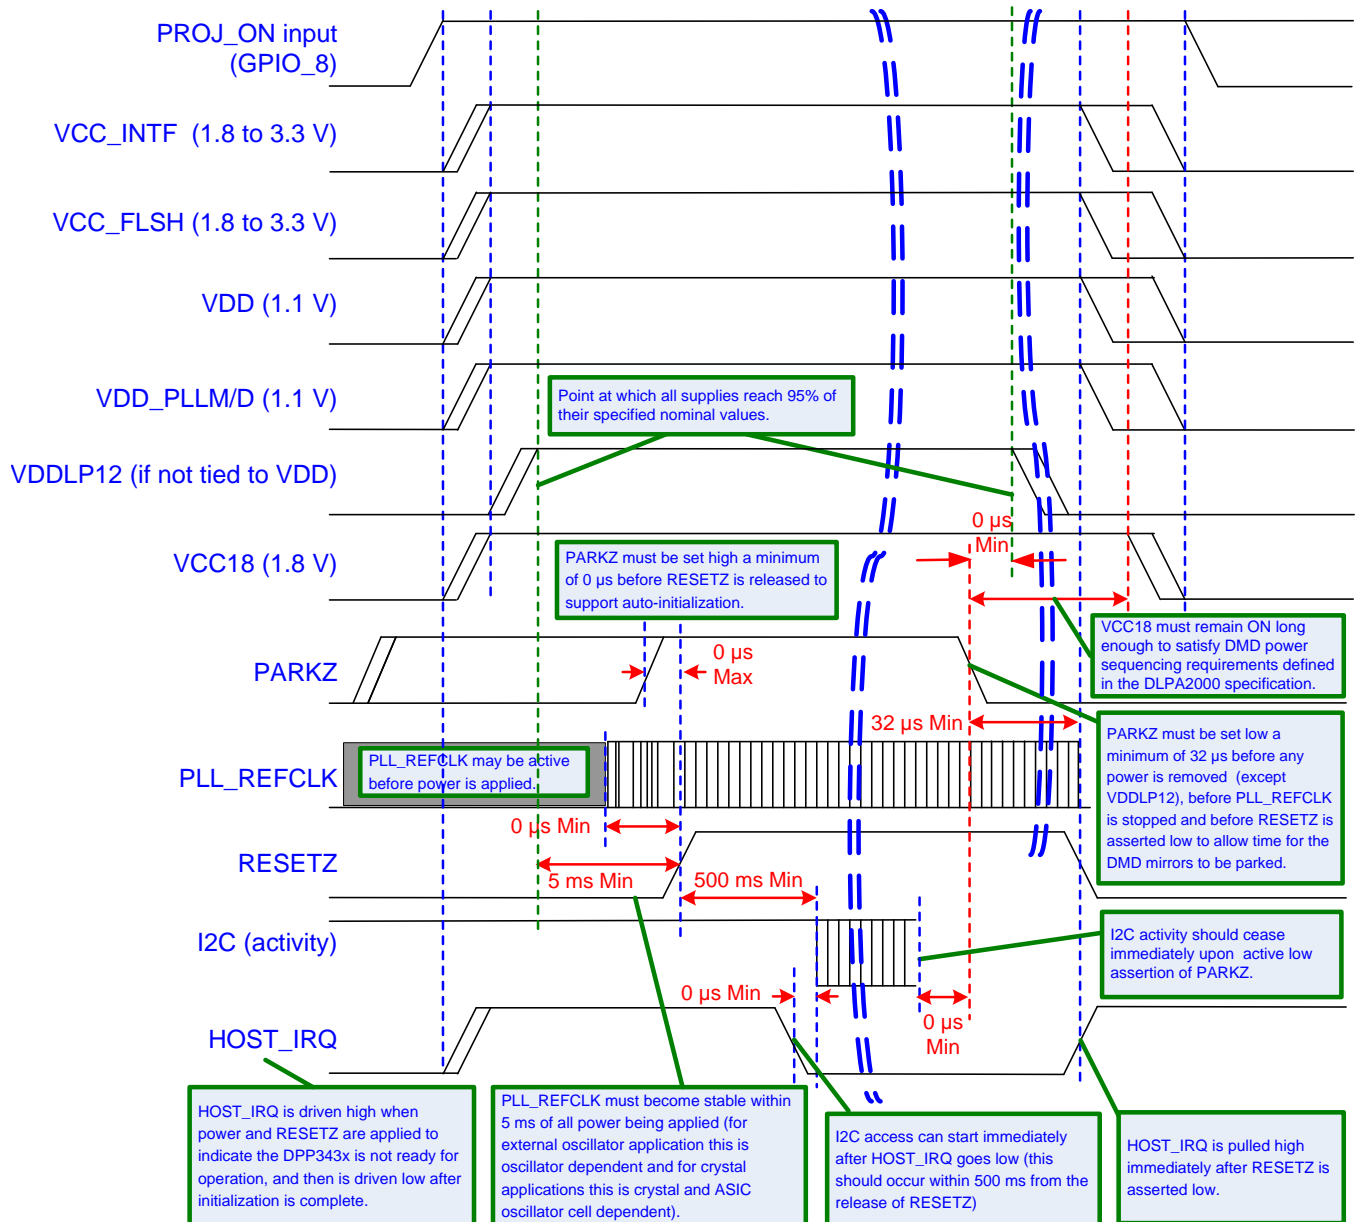 PROJ_ON input
(GPIO_8)
VCC_INTF (1.8 to 3.3 V)
VCC_FLSH (1.8 to 3.3 V)
VDD (1.1 V)
VDD_PLLM/D (1.1 V)
Point at which all supplies reach 95% of
their specified nominal values.
VDDLP12 (if not tied to VDD)
0 µs
Min
VCC18 (1.8 V)
PARKZ must be set high a minimum
of 0 µs before RESETZ is released to
support auto-initialization.
VCC18 must remain ON long
enough to satisfy DMD power
sequencing requirements defined
in the DLPA2000 specification.
PARKZ
0 µs
Max
32 µs Min
PARKZ must be set low a
minimum of 32 µs before any
power is removed (except
VDDLP12), before PLL_REFCLK
is stopped and before RESETZ is
asserted low to allow time for the
DMD mirrors to be parked.
PLL_REFCLK
PLL_REFCLK may be active
before power is applied.
0 µs Min
RESETZ
5 ms Min
500 ms Min
I2C (activity)
I2C activity should cease
immediately upon active low
assertion of PARKZ.
0 µs Min
0 µs
Min
HOST_IRQ
HOST_IRQ is driven high when
power and RESETZ are applied to
indicate the DPP343x is not ready for
operation, and then is driven low after
initialization is complete.
PLL_REFCLK must become stable within
5 ms of all power being applied (for
external oscillator application this is
oscillator dependent and for crystal
applications this is crystal and ASIC
oscillator cell dependent).
I2C access can start immediately
after HOST_IRQ goes low (this
should occur within 500 ms from the
release of RESETZ)
HOST_IRQ is pulled high
immediately after RESETZ is
asserted low.